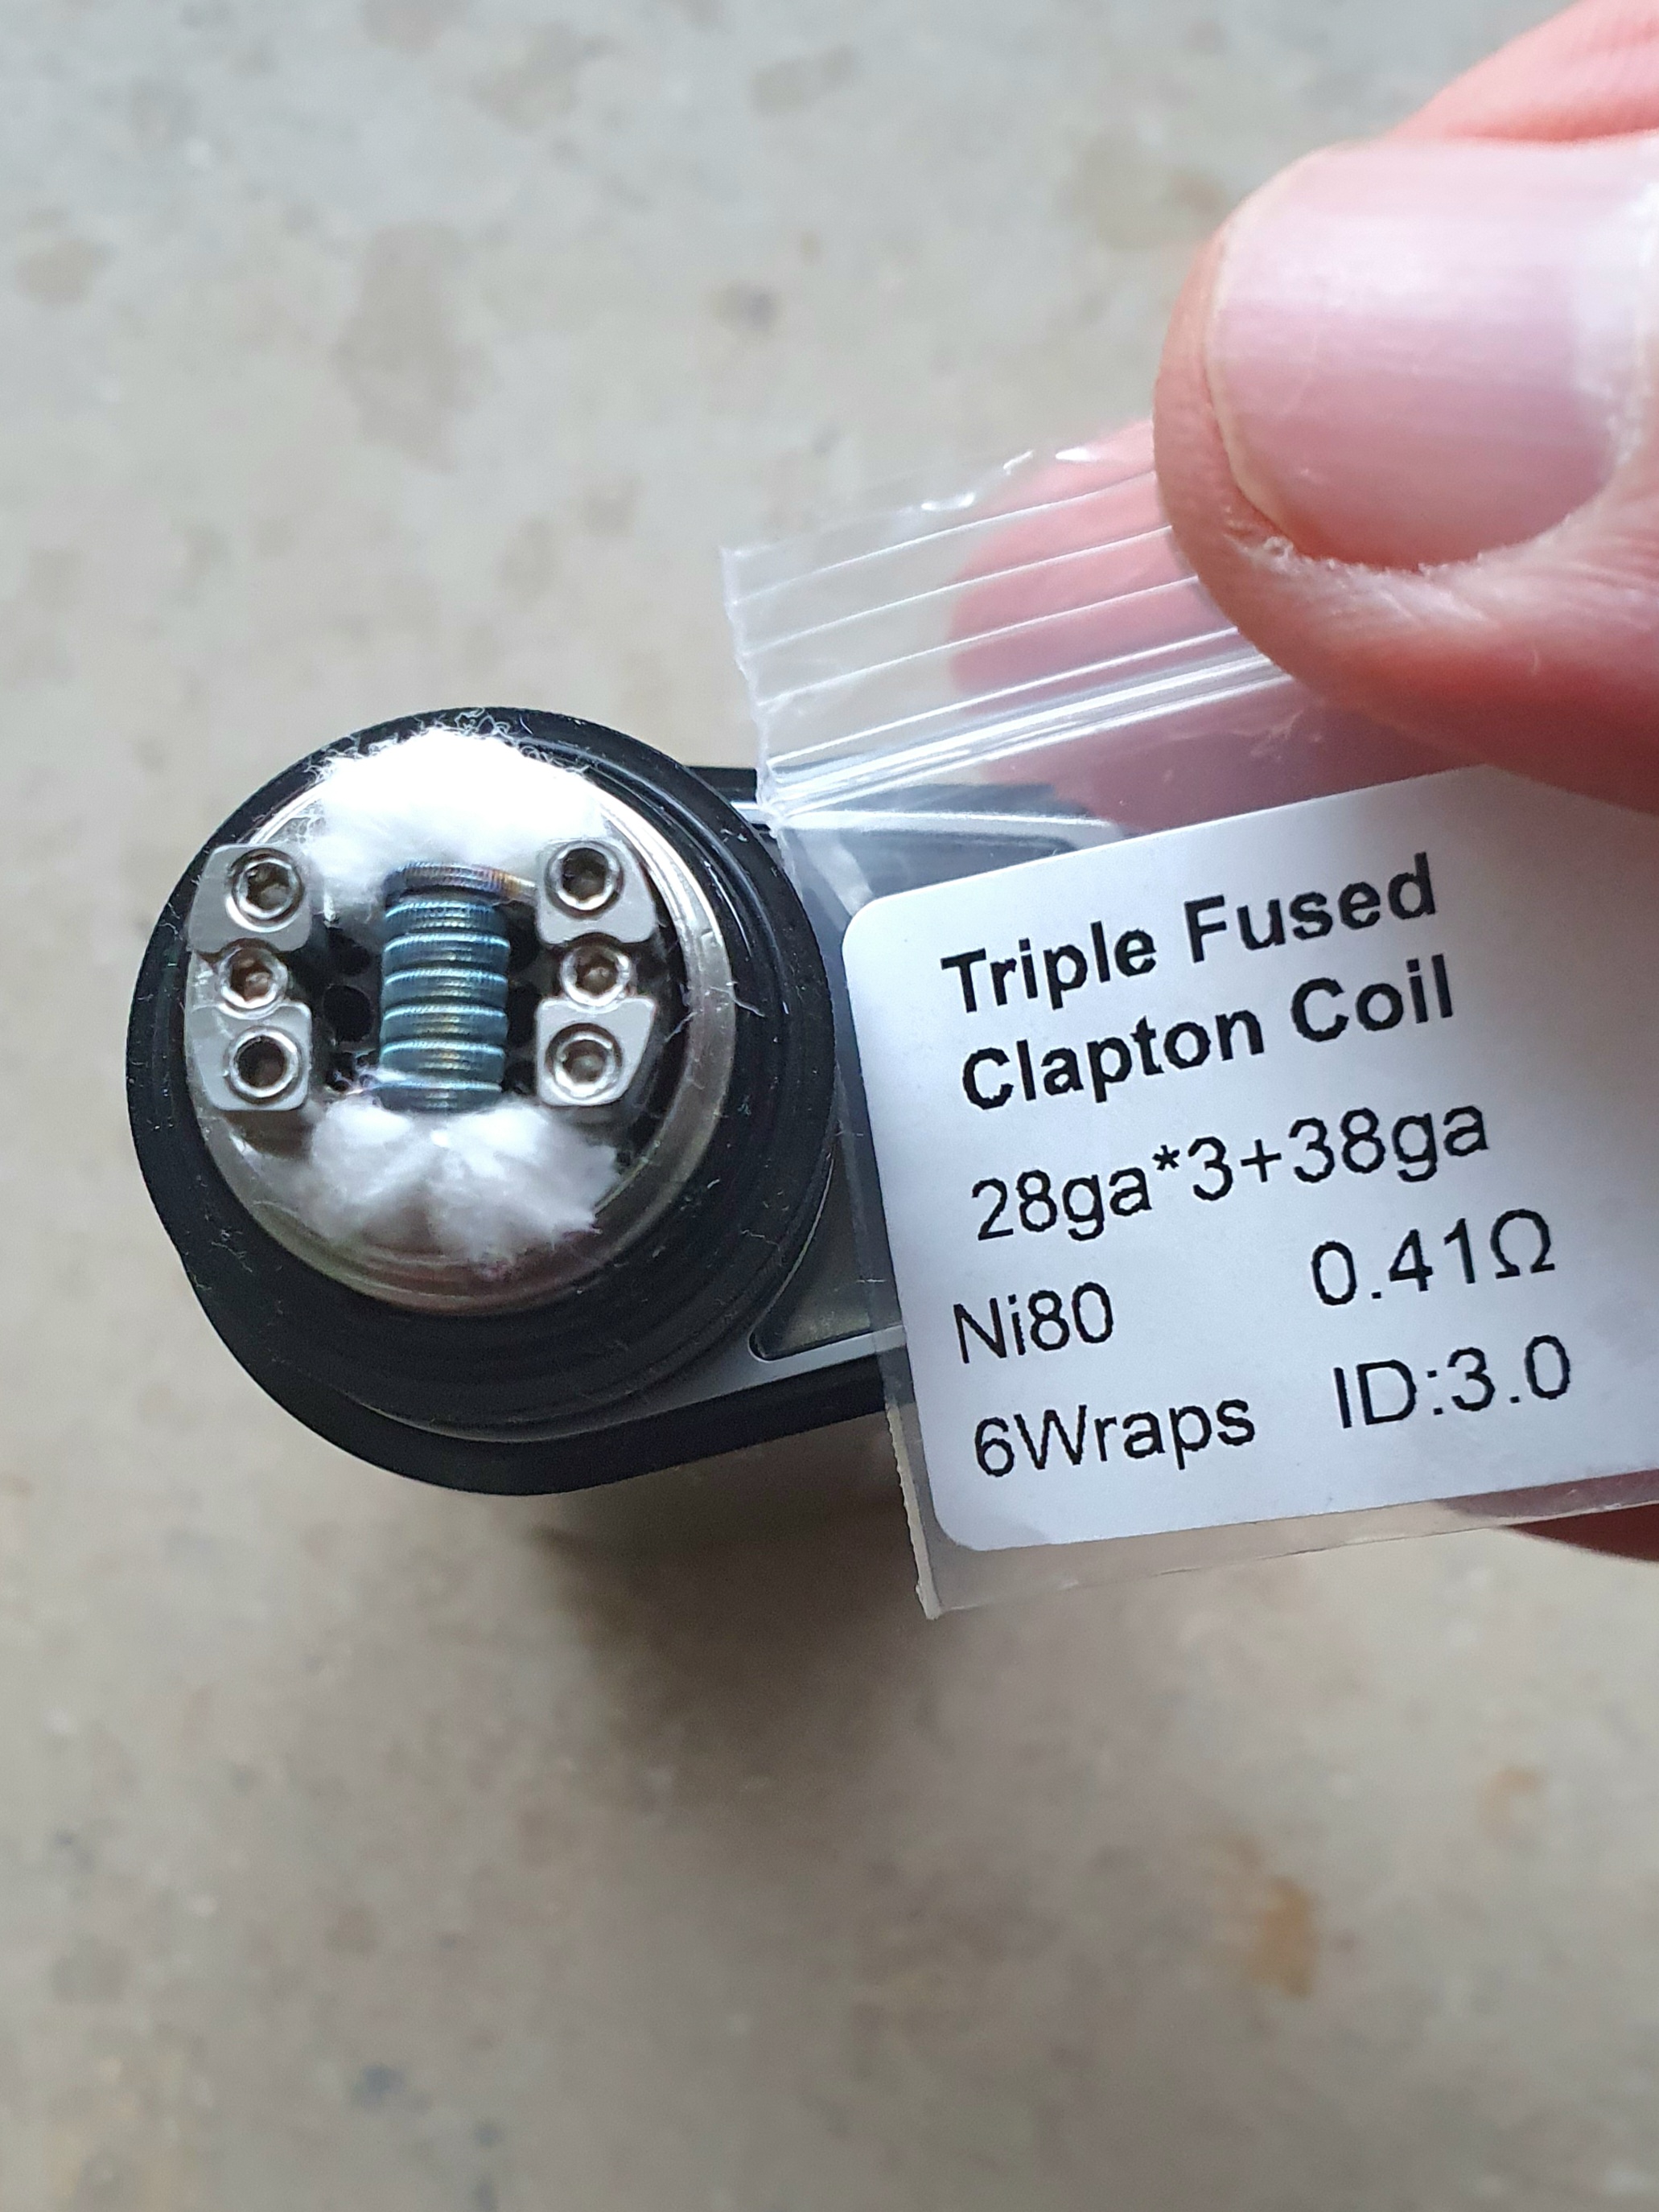 Triple Fused
Clapton Coil
28ga*3+38ga
Ni80 0.41Ω
6Wraps ID:3.0